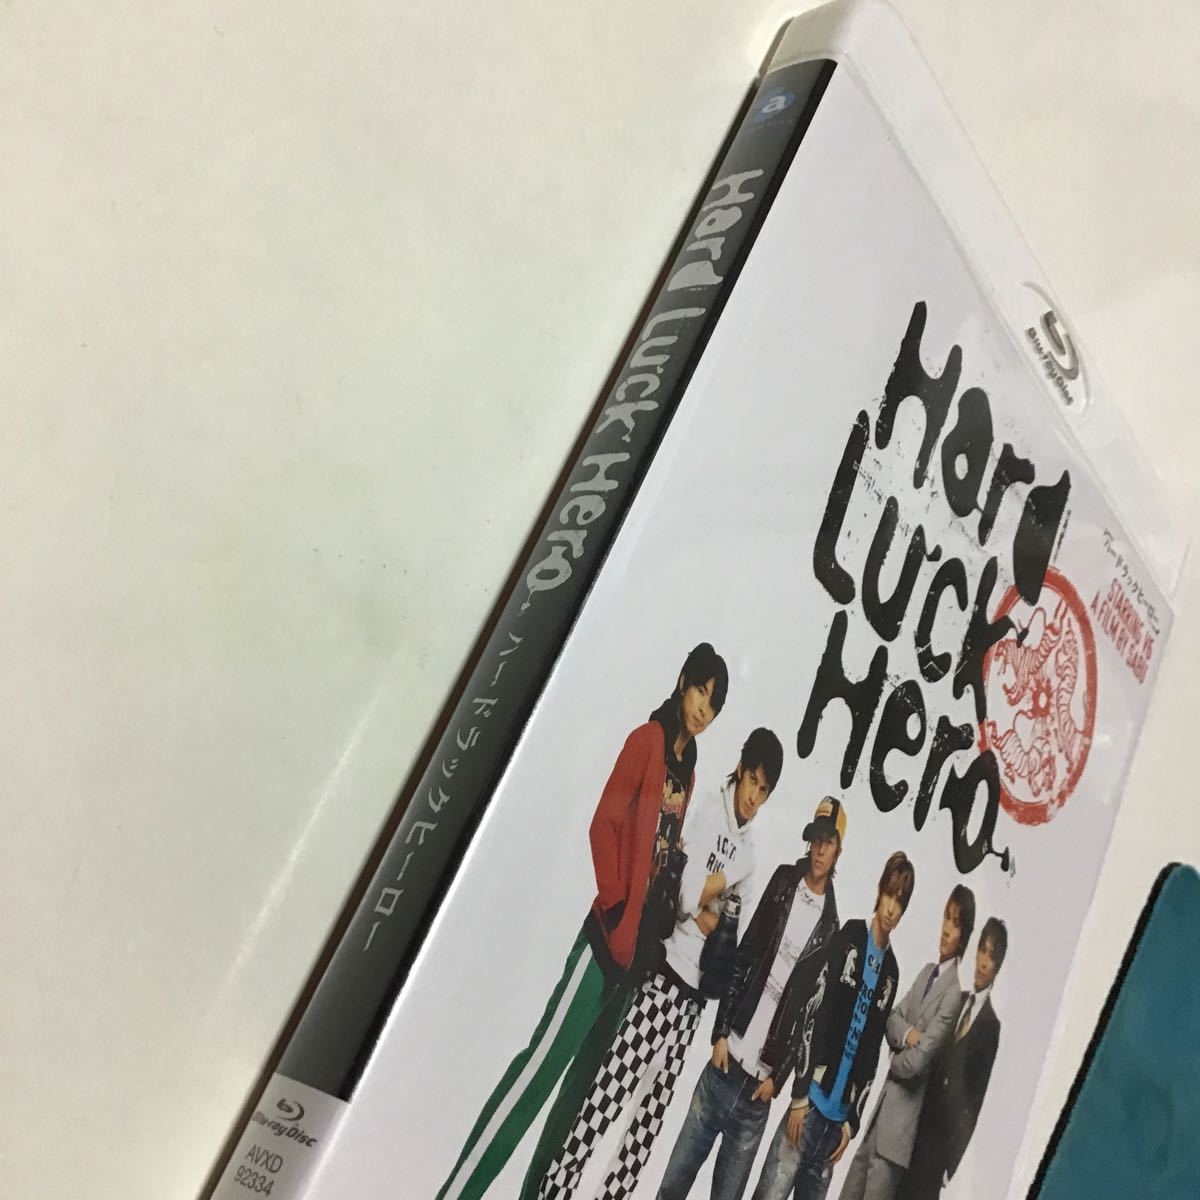 a
Hard Luck Hero
ハードラックヒーロー
Blu-ray Disc
AVXD
92334
Blu-ray Disc
Hard
Luck
Hero
ハードラックヒーロー
STARRING V6
A FILM BY SABU